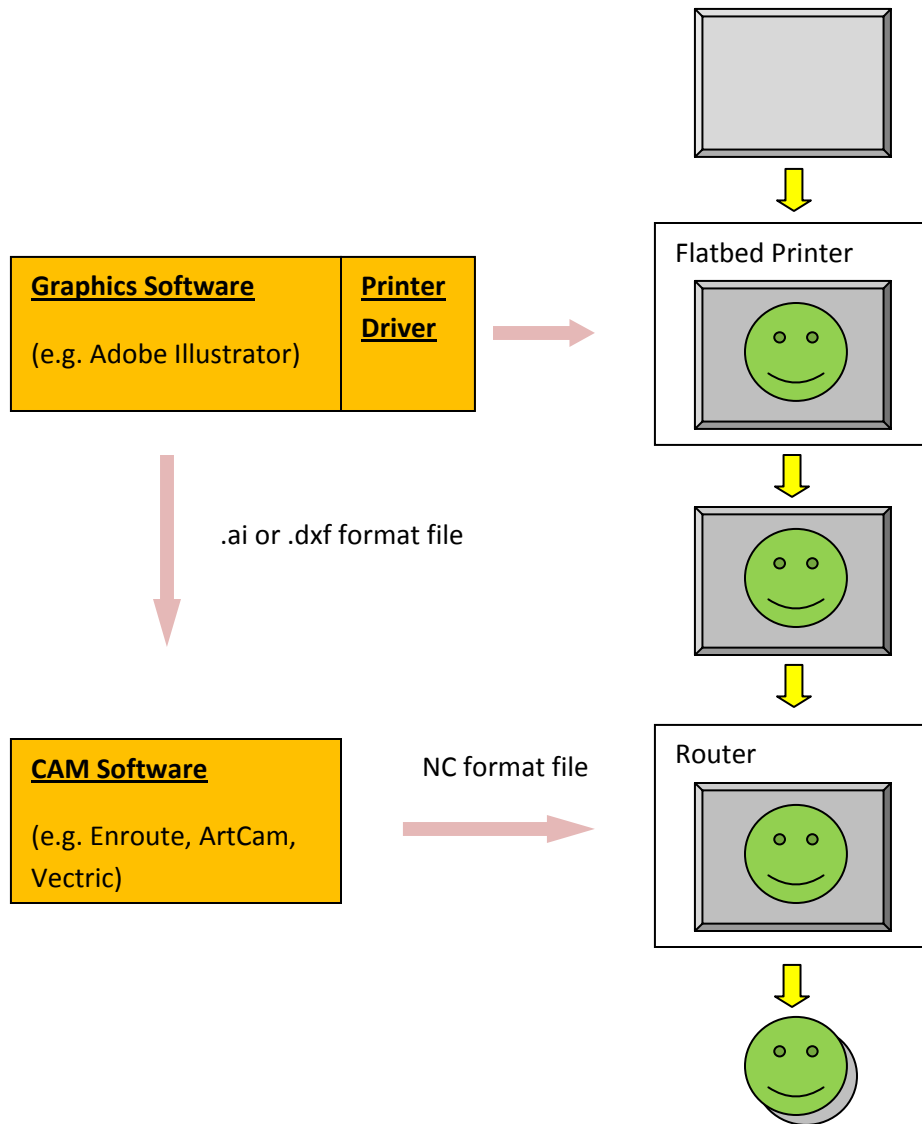 Flatbed Printer
Graphics Software
(e.g. Adobe Illustrator)
Printer
Driver
.ai or .dxf format file
CAM Software
(e.g. Enroute, ArtCam,
Vectric)
NC format file
Router